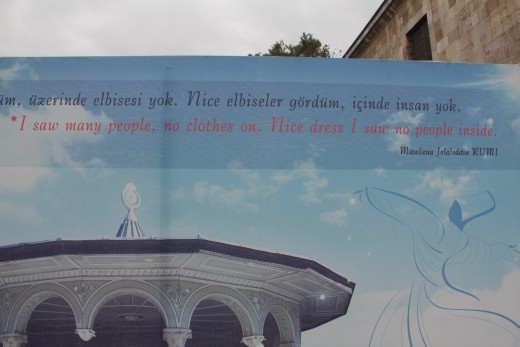 üm, üzerinde elbisesi yok. Nice elbiseler gördüm, içinde insan yok.
*I saw many people, no clothes on. Nice dress I saw no people inside.
Mawlana Jelaleddin RUMI